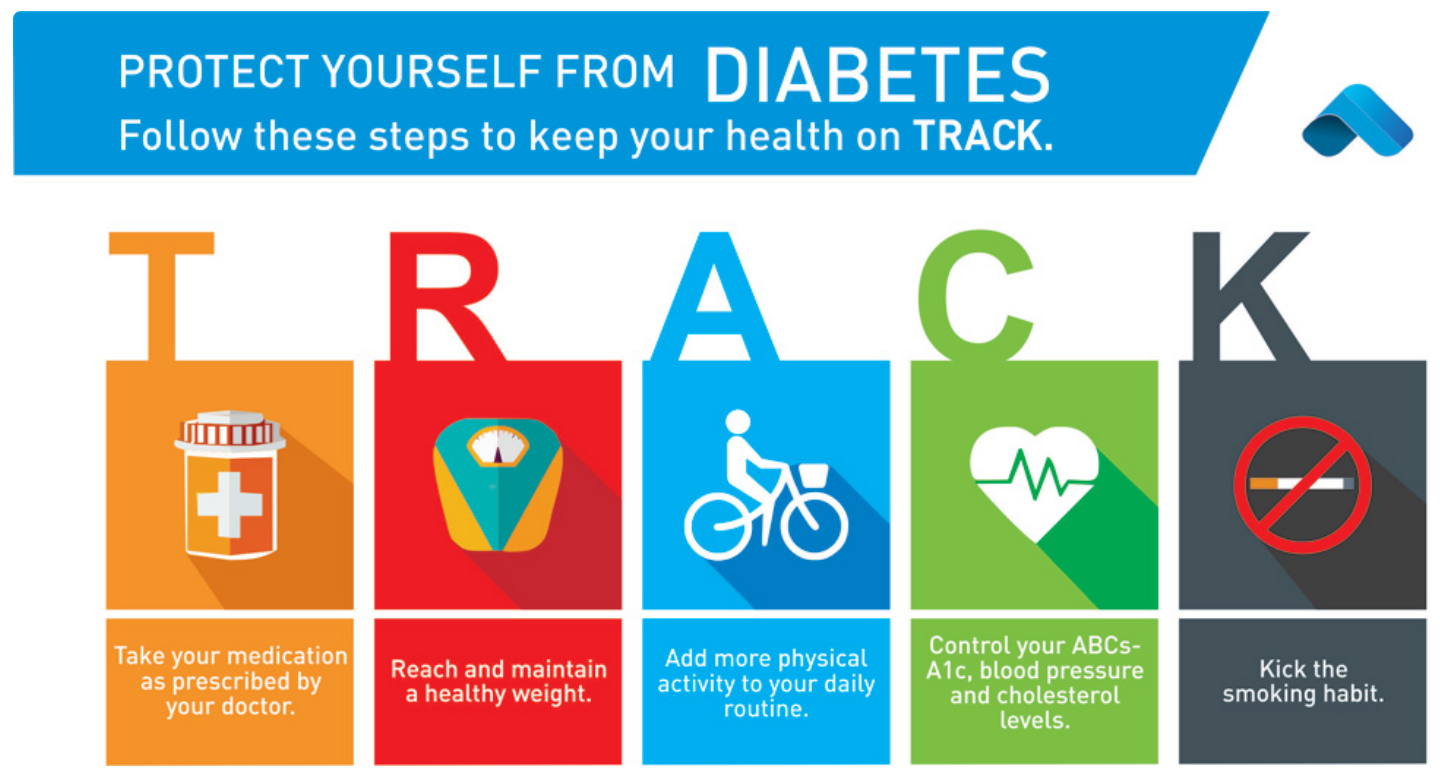 PROTECT YOURSELF FROM DIABETES
Follow these steps to keep your health on TRACK.
T R A C K
Take your medication
as prescribed by
your doctor.
Reach and maintain
a healthy weight.
Add more physical
activity to your daily
routine.
Control your ABCs-
A1c, blood pressure
and cholesterol
levels.
Kick the
smoking habit.